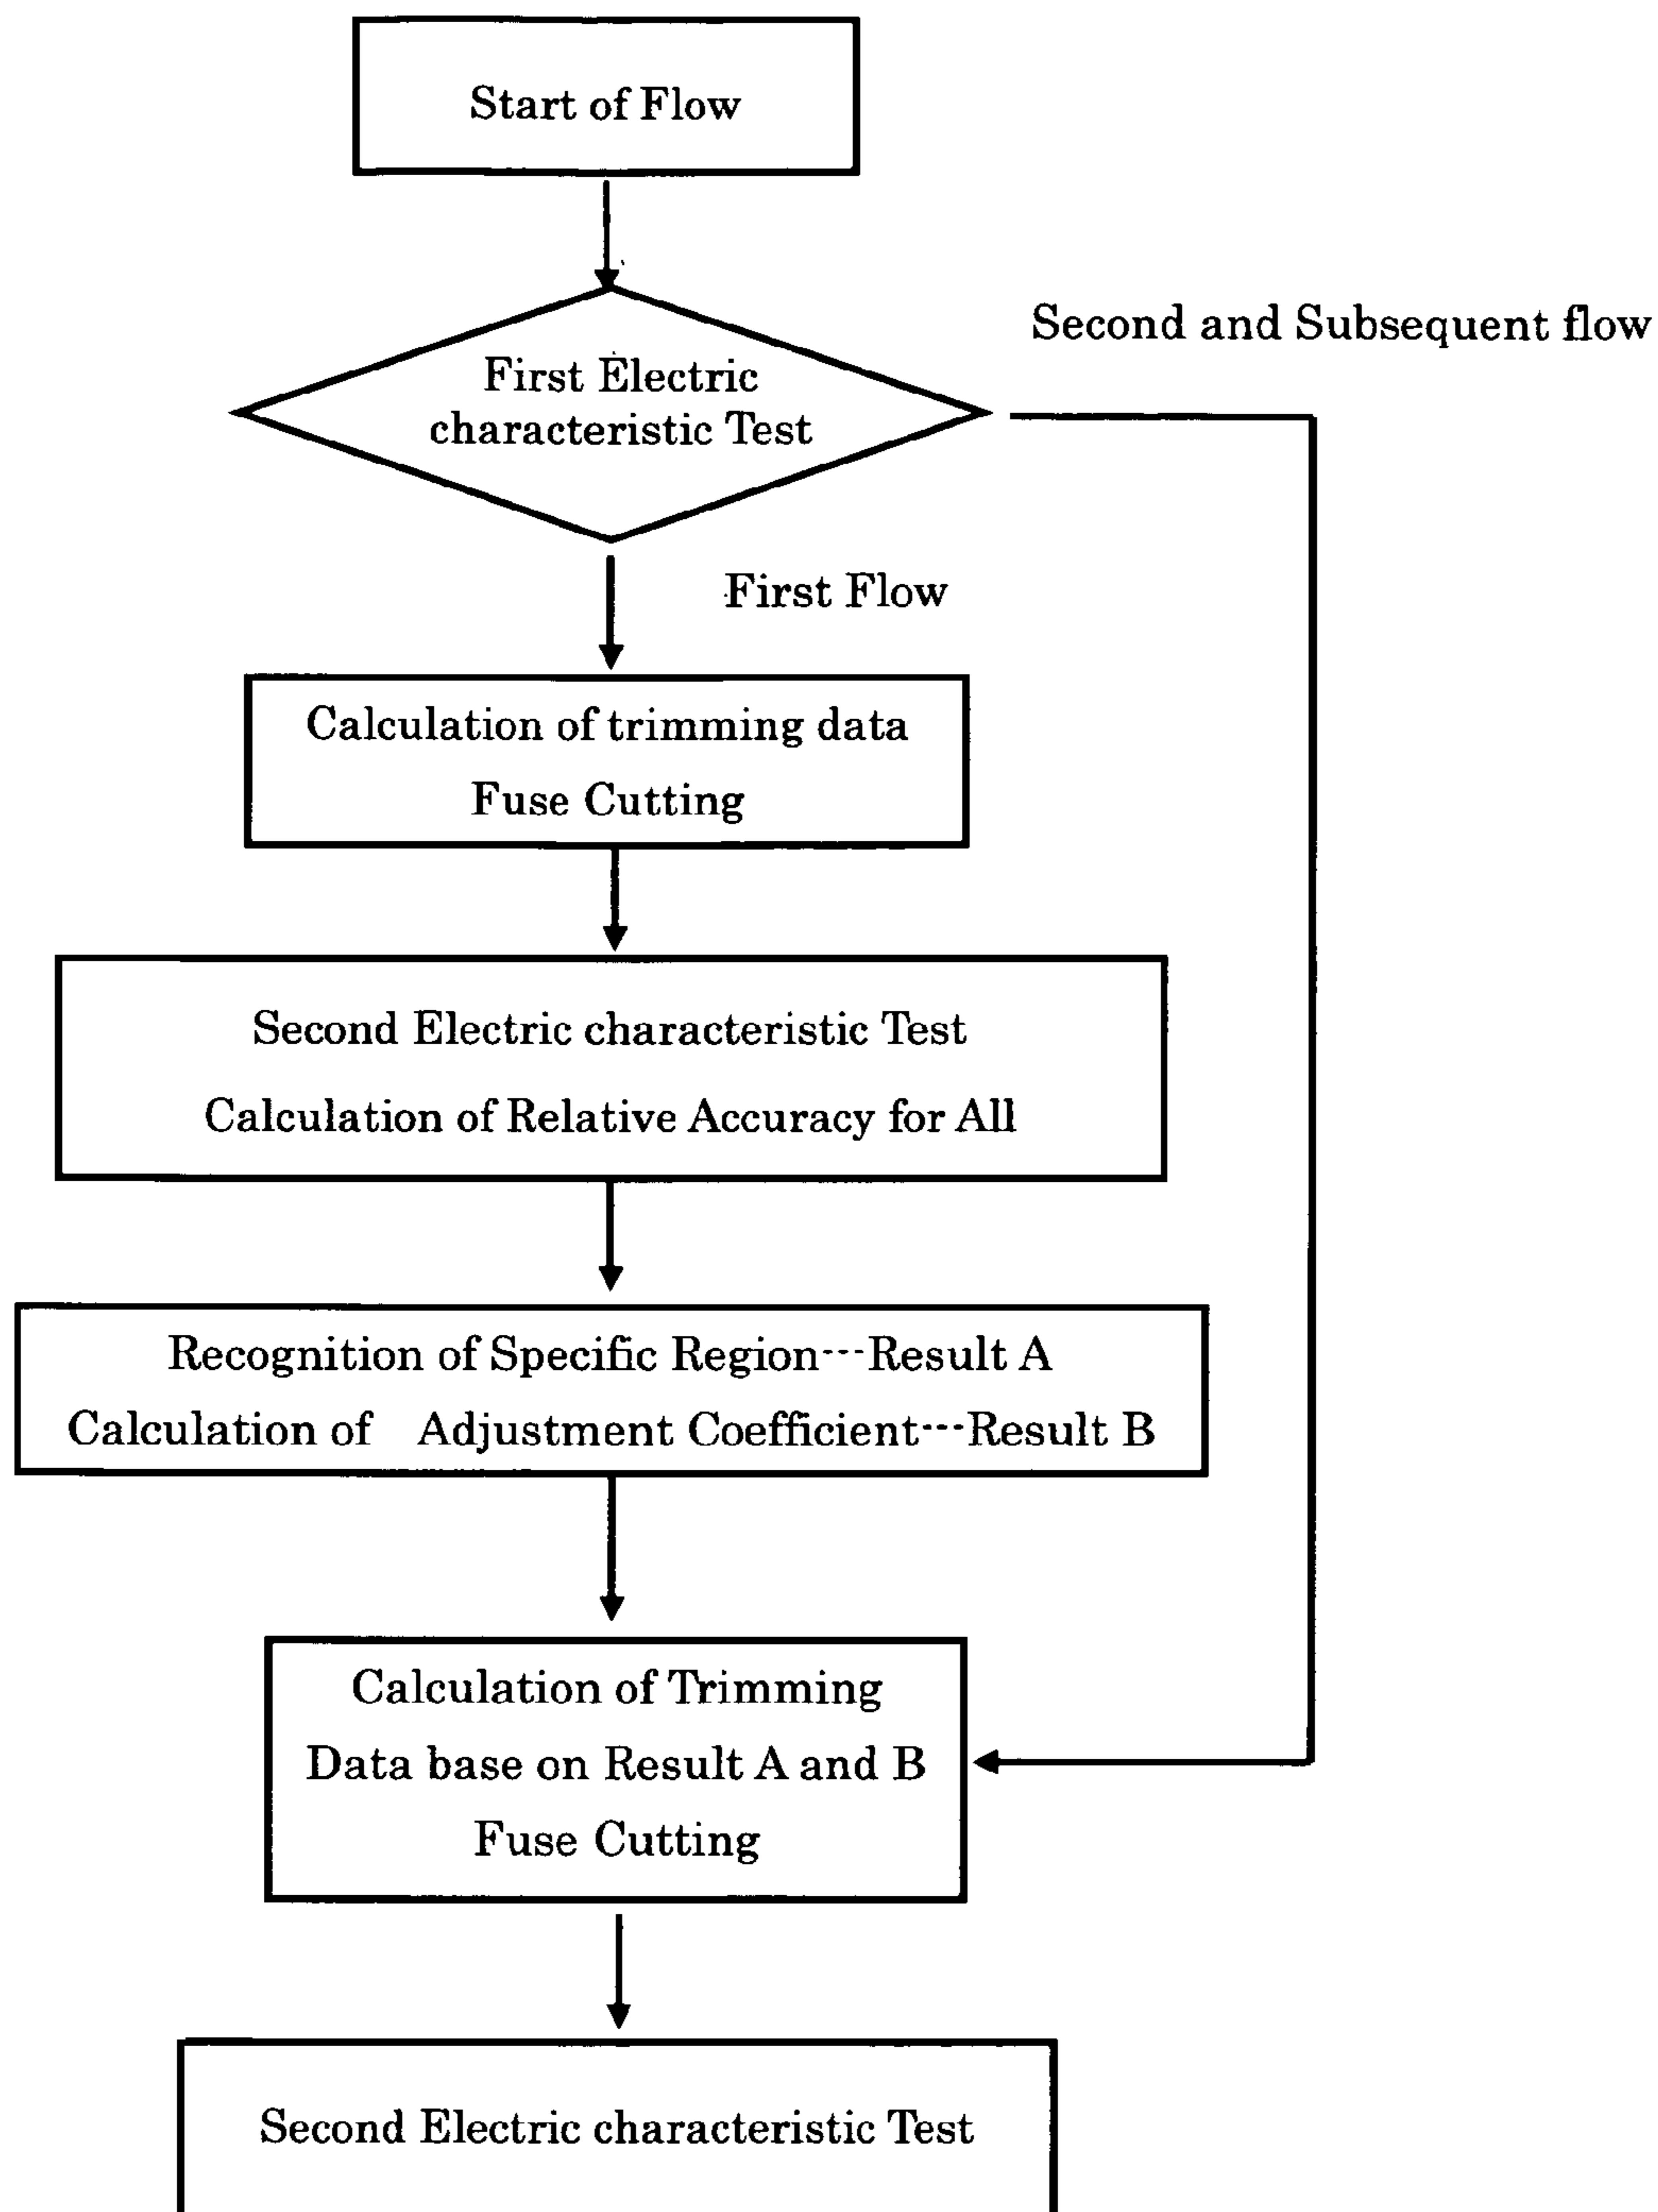 Start of Flow
Second and Subsequent flow
First Electric
characteristic Test
First Flow
Calculation of trimming data
Fuse Cutting
Second Electric characteristic Test
Calculation of Relative Accuracy for All
Recognition of Specific Region---Result A
Calculation of Adjustment Coefficient---Result B
Calculation of Trimming
Data base on Result A and B
Fuse Cutting
Second Electric characteristic Test